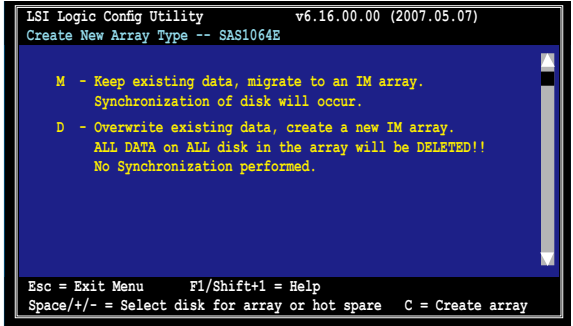 LSI Logic Config Utility v6.16.00.00 (2007.05.07)
Create New Array Type -- SAS1064E
M - Keep existing data, migrate to an IM array.
Synchronization of disk will occur.
D - Overwrite existing data, create a new IM array.
ALL DATA on ALL disk in the array will be DELETED!!
No Synchronization performed.
Esc = Exit Menu F1/Shift+1 = Help
Space/+/- = Select disk for array or hot spare C = Create array